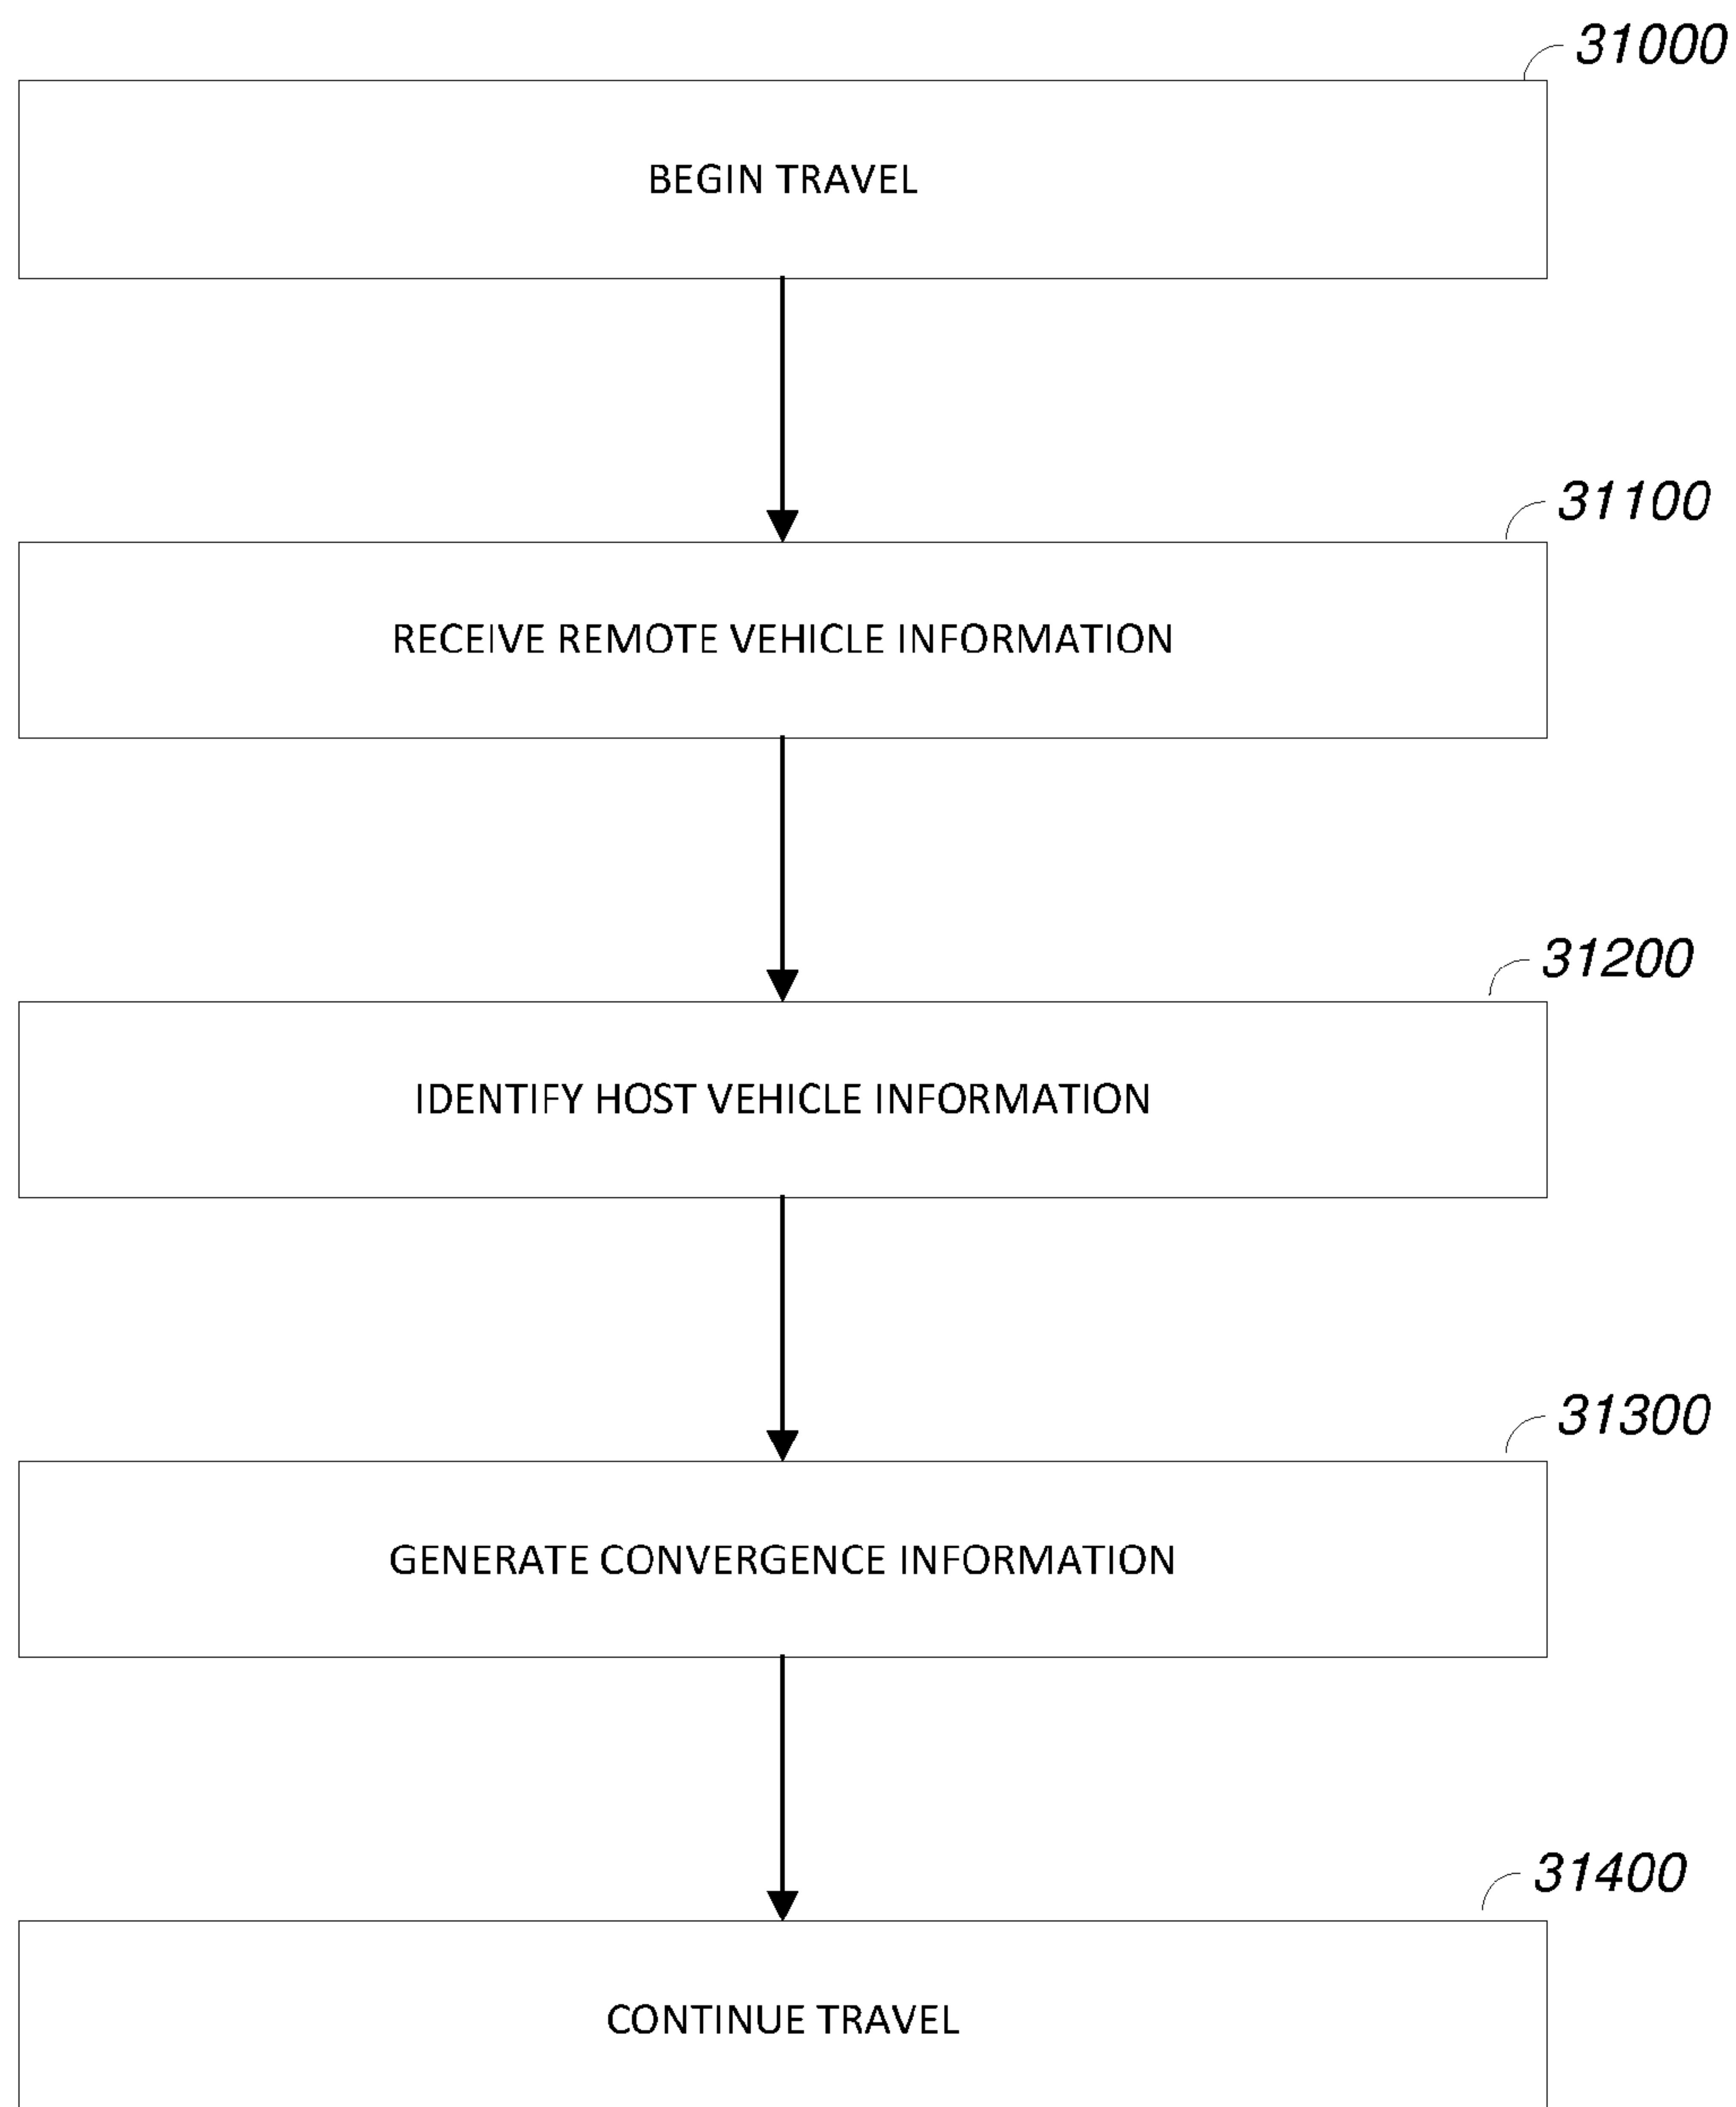 31000
BEGIN TRAVEL
31100
RECEIVE REMOTE VEHICLE INFORMATION
31200
IDENTIFY HOST VEHICLE INFORMATION
31300
GENERATE CONVERGENCE INFORMATION
31400
CONTINUE TRAVEL